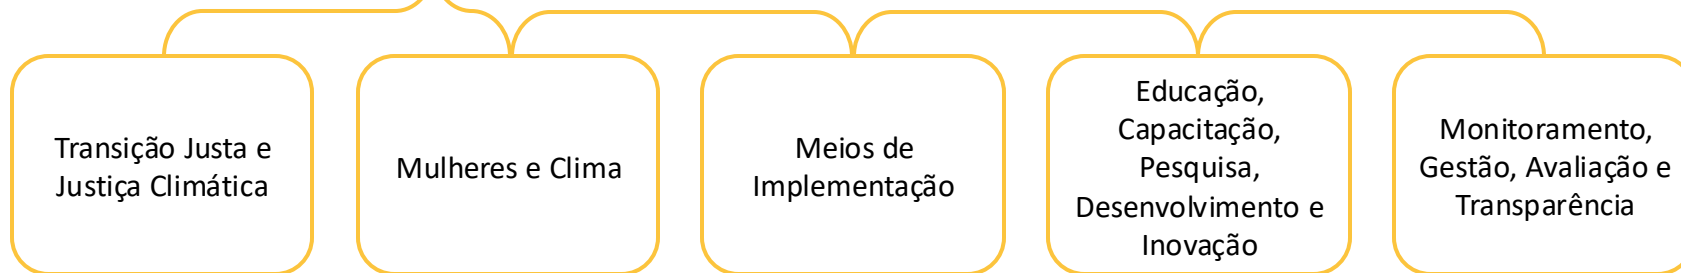 Transição Justa e
Justiça Climática
Mulheres e Clima
Meios de
Implementação
Educação,
Capacitação,
Pesquisa,
Desenvolvimento e
Inovação
Monitoramento,
Gestão, Avaliação e
Transparência